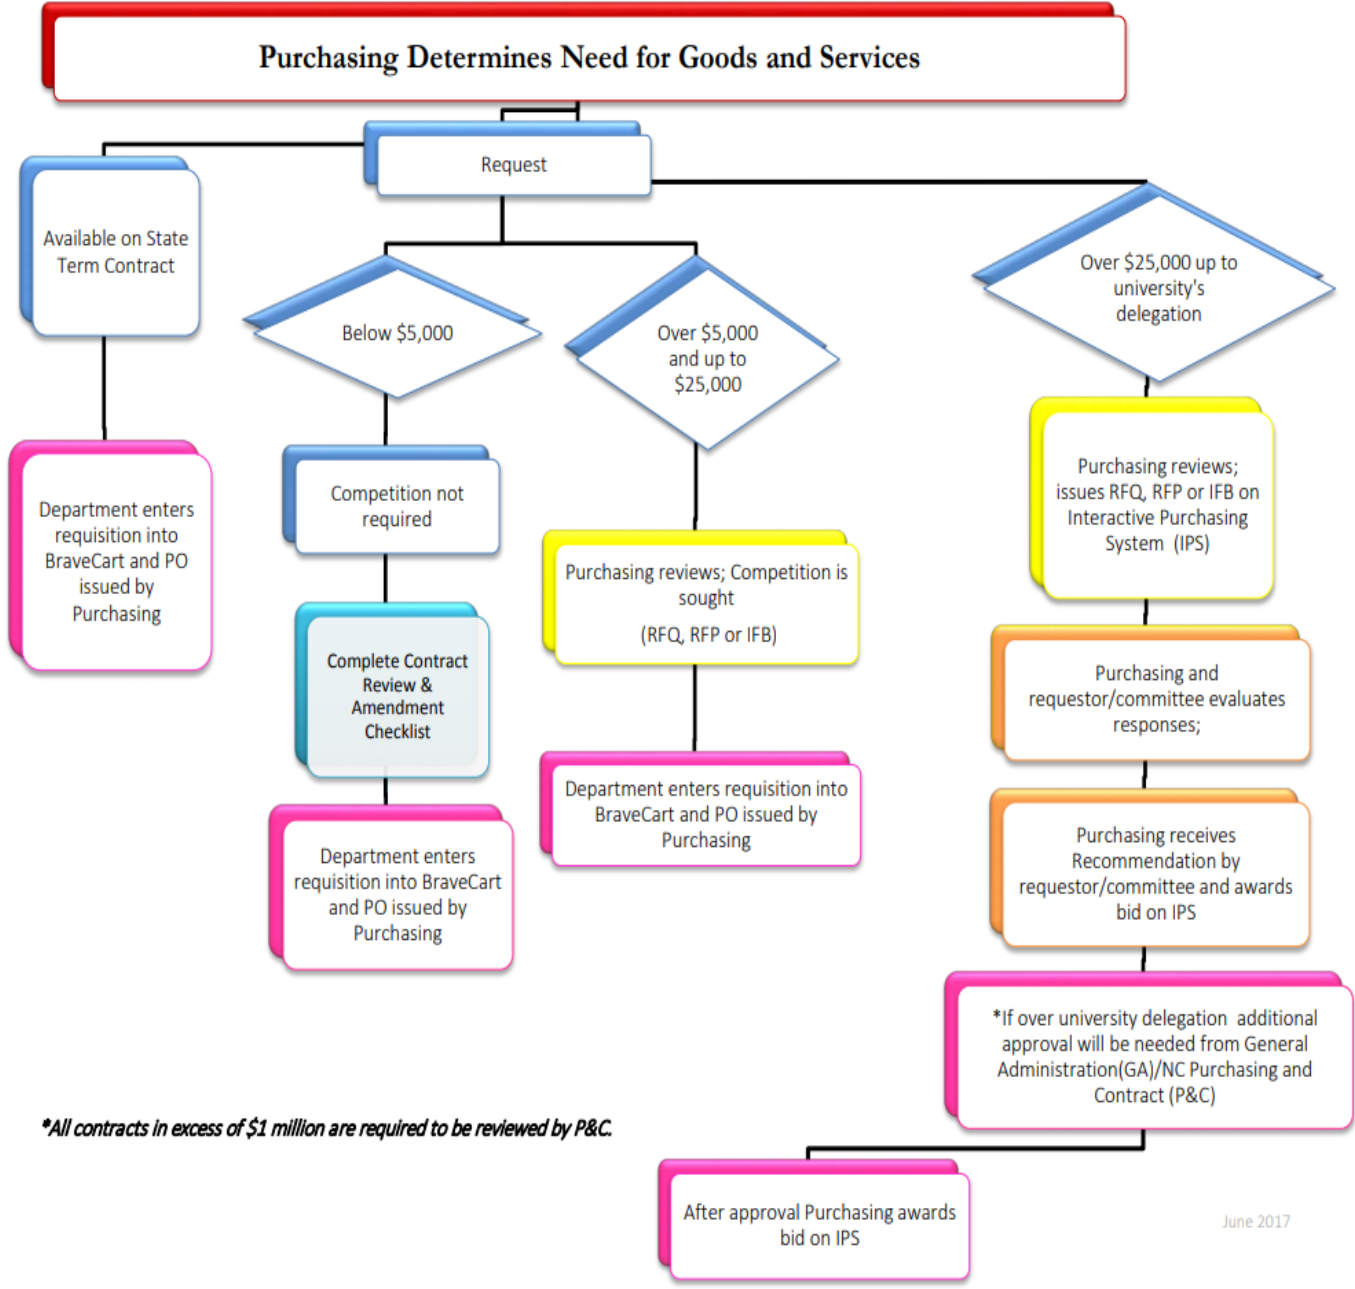 Purchasing Determines Need for Goods and Services
Request
Available on State
Term Contract
Department enters
requisition into
BraveCart and PO
issued by
Purchasing
Below $5,000
Competition not
required
Complete Contract
Review &
Amendment
Checklist
Department enters
requisition into BraveCart
and PO issued by
Purchasing
Over $5,000
and up to
$25,000
Purchasing reviews; Competition is
sought
(RFQ, RFP or IFB)
Department enters requisition into
BraveCart and PO issued by
Purchasing
Over $25,000 up to
university's
delegation
Purchasing reviews;
issues RFQ, RFP or IFB on
Interactive Purchasing
System (IPS)
Purchasing and
requestor/committee evaluates
responses;
Purchasing receives
Recommendation by
requestor/committee and awards
bid on IPS
*If over university delegation additional
approval will be needed from General
Administration(GA)/NC Purchasing and
Contract (P&C)
After approval Purchasing awards
bid on IPS
*All contracts in excess of $1 million are required to be reviewed by P&C.
June 2017